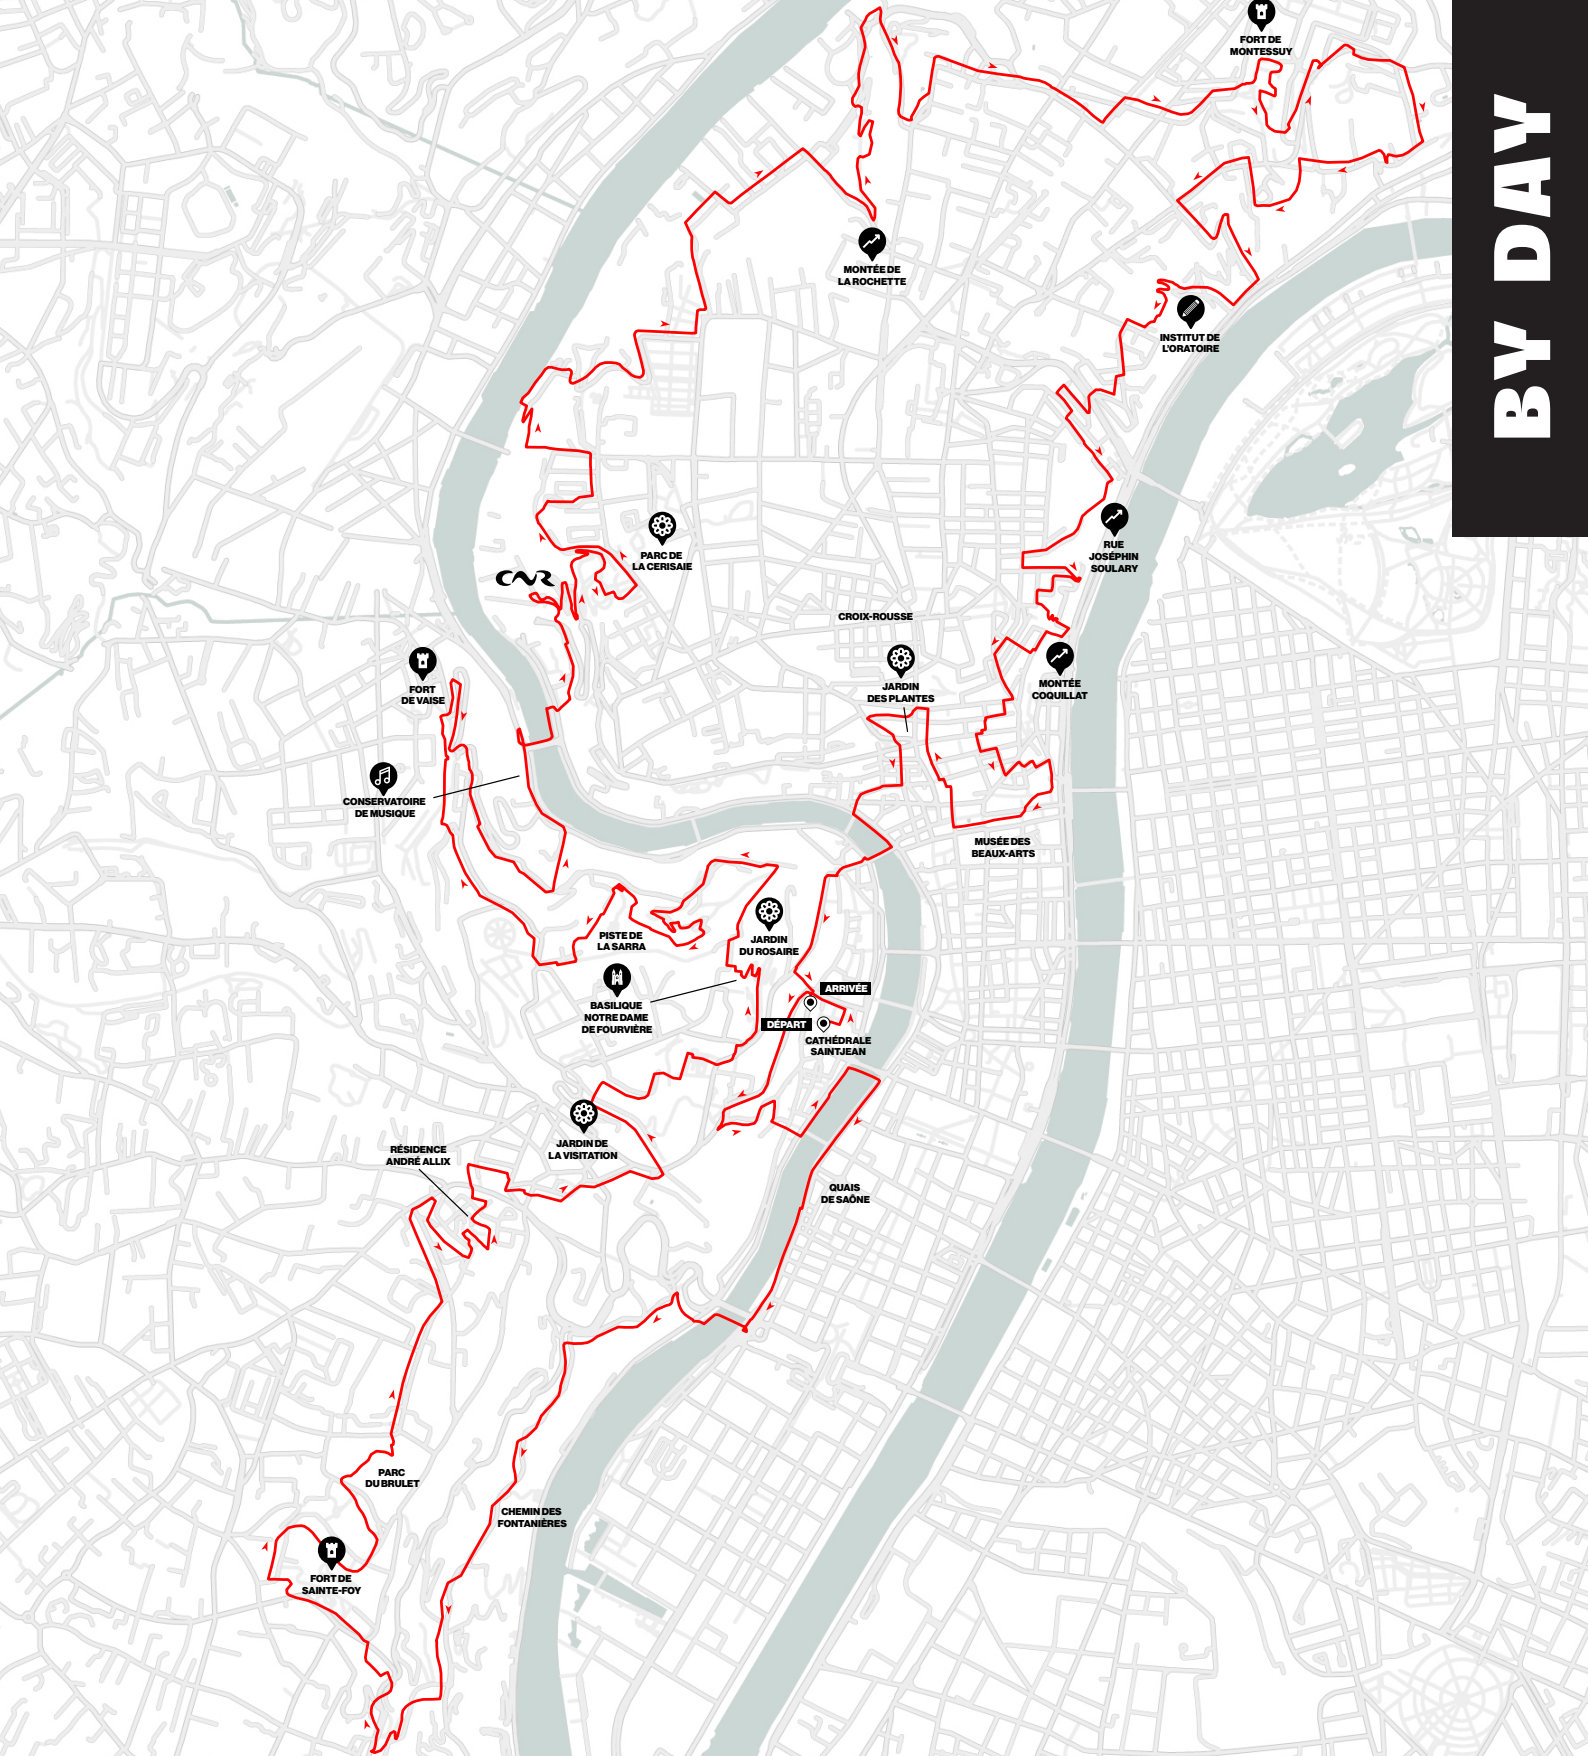 FORT DE
MONTESSUY
BY DAY
MONTÉE DE
LA ROCHETTE
INSTITUT DE
L'ORATOIRE
PARC DE
LA CERISAIE
RUE
JOSÉPHIN
SOULARY
CNR
CROIX-ROUSSE
FORT
DE VAISE
JARDIN
DES PLANTES
MONTÉE
COQUILLAT
CONSERVATOIRE
DE MUSIQUE
MUSÉE DES
BEAUX-ARTS
PISTE DE
LA SARRA
JARDIN
DU ROSAIRE
BASILIQUE
NOTRE DAME
DE FOURVIÈRE
ARRIVÉE
DÉPART
CATHÉDRALE
SAINT JEAN
JARDIN DE
LA VISITATION
RÉSIDENCE
ANDRÉ ALLIX
QUAIS
DE SAÔNE
PARC
DU BRULET
CHEMIN DES
FONTANIÈRES
FORT DE
SAINTE-FOY